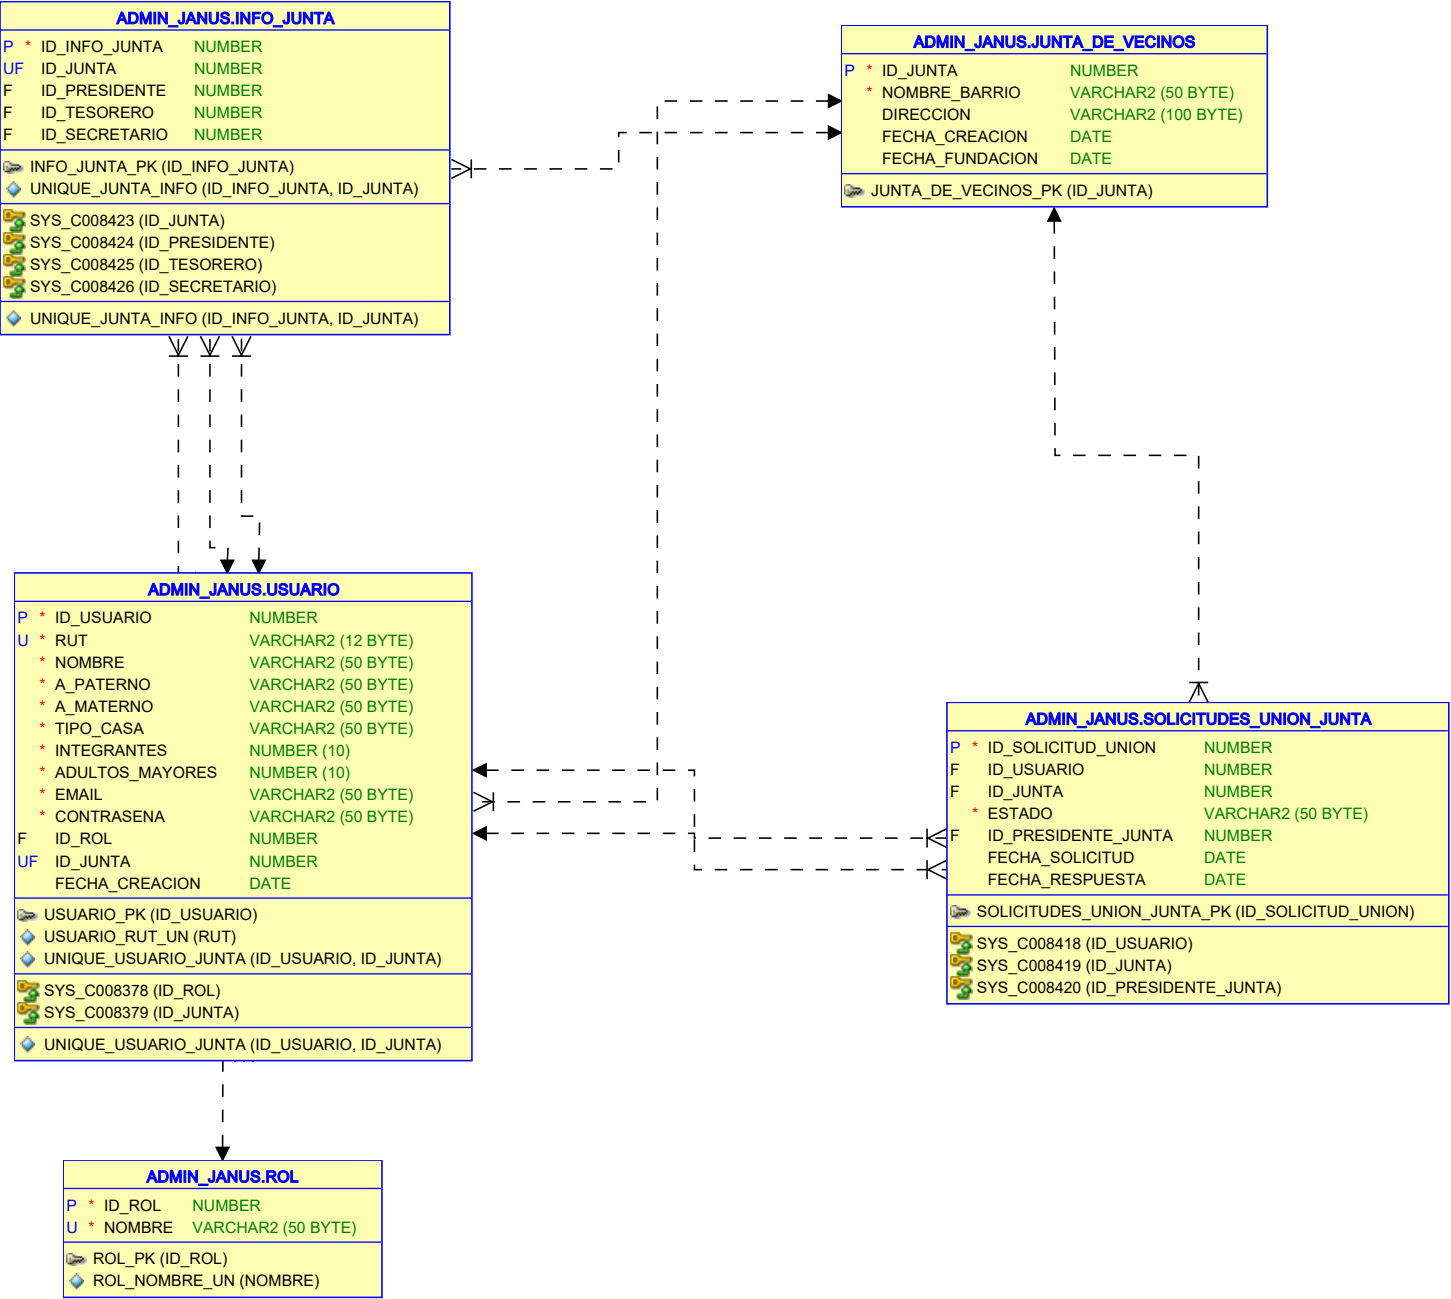 ADMIN_JANUS.INFO_JUNTA
P * ID_INFO_JUNTA NUMBER
UF ID_JUNTA NUMBER
F ID_PRESIDENTE NUMBER
F ID_TESORERO NUMBER
F ID_SECRETARIO NUMBER
INFO_JUNTA_PK (ID_INFO_JUNTA)
UNIQUE_JUNTA_INFO (ID_INFO_JUNTA, ID_JUNTA)
SYS_C008423 (ID_JUNTA)
SYS_C008424 (ID_PRESIDENTE)
SYS_C008425 (ID_TESORERO)
SYS_C008426 (ID_SECRETARIO)
UNIQUE_JUNTA_INFO (ID_INFO_JUNTA, ID_JUNTA)
ADMIN_JANUS.JUNTA_DE_VECINOS
P * ID_JUNTA NUMBER
* NOMBRE_BARRIO VARCHAR2 (50 BYTE)
DIRECCION VARCHAR2 (100 BYTE)
FECHA_CREACION DATE
FECHA_FUNDACION DATE
JUNTA_DE_VECINOS_PK (ID_JUNTA)
ADMIN_JANUS.USUARIO
P * ID_USUARIO NUMBER
U * RUT VARCHAR2 (12 BYTE)
* NOMBRE VARCHAR2 (50 BYTE)
* A_PATERNO VARCHAR2 (50 BYTE)
* A_MATERNO VARCHAR2 (50 BYTE)
* TIPO_CASA VARCHAR2 (50 BYTE)
* INTEGRANTES NUMBER (10)
* ADULTOS_MAYORES NUMBER (10)
* EMAIL VARCHAR2 (50 BYTE)
* CONTRASENA VARCHAR2 (50 BYTE)
F ID_ROL NUMBER
UF ID_JUNTA NUMBER
FECHA_CREACION DATE
USUARIO_PK (ID_USUARIO)
USUARIO_RUT_UN (RUT)
UNIQUE_USUARIO_JUNTA (ID_USUARIO, ID_JUNTA)
SYS_C008378 (ID_ROL)
SYS_C008379 (ID_JUNTA)
UNIQUE_USUARIO_JUNTA (ID_USUARIO, ID_JUNTA)
ADMIN_JANUS.SOLICITUDES_UNION_JUNTA
P * ID_SOLICITUD_UNION NUMBER
F ID_USUARIO NUMBER
F ID_JUNTA NUMBER
* ESTADO VARCHAR2 (50 BYTE)
F ID_PRESIDENTE_JUNTA NUMBER
FECHA_SOLICITUD DATE
FECHA_RESPUESTA DATE
SOLICITUDES_UNION_JUNTA_PK (ID_SOLICITUD_UNION)
SYS_C008418 (ID_USUARIO)
SYS_C008419 (ID_JUNTA)
SYS_C008420 (ID_PRESIDENTE_JUNTA)
ADMIN_JANUS.ROL
P * ID_ROL NUMBER
U * NOMBRE VARCHAR2 (50 BYTE)
ROL_PK (ID_ROL)
ROL_NOMBRE_UN (NOMBRE)